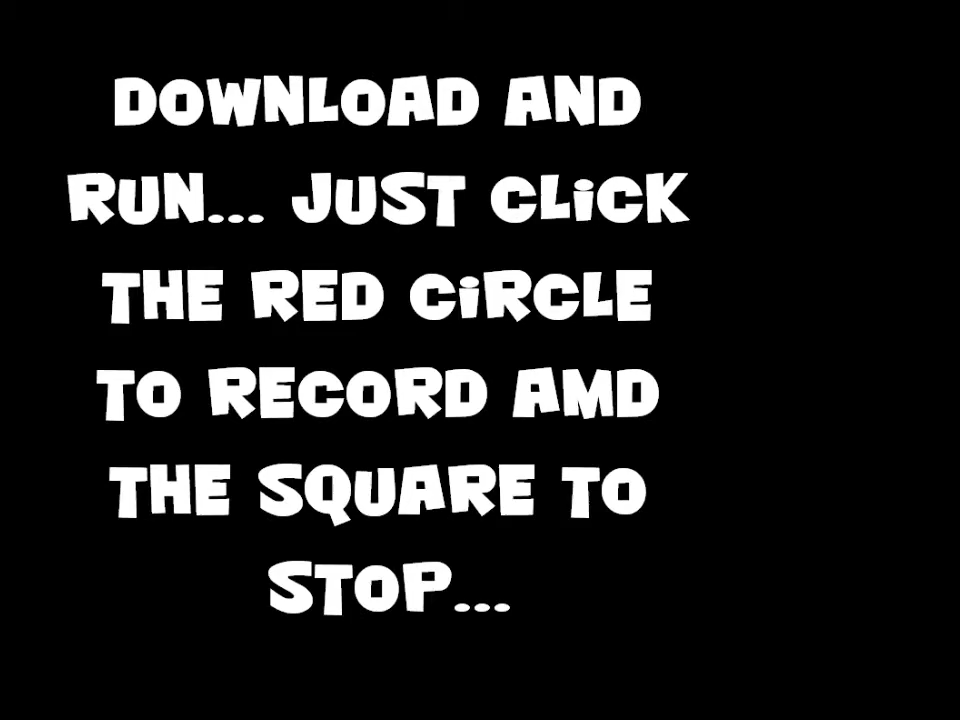 DOWNLOAD AND
RUN... JUST CLiCK
THE RED CiRCLE
TO RECORD AMD
THE SQUARE TO
STOP...